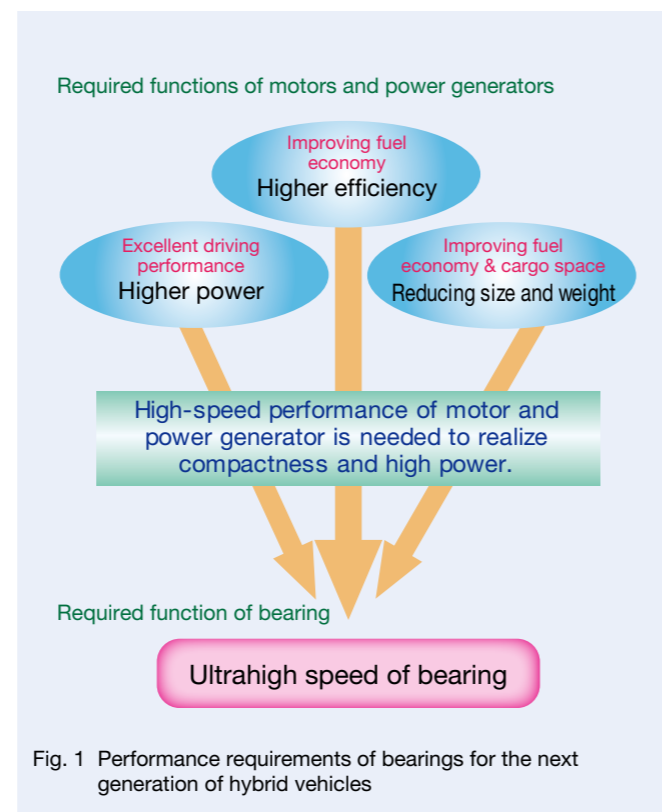 Required functions of motors and power generators
Improving fuel
economy
Higher efficiency
Excellent driving
performance
Higher power
Improving fuel
economy & cargo space
Reducing size and weight
High-speed performance of motor and
power generator is needed to realize
compactness and high power.
Required function of bearing
Ultrahigh speed of bearing
Fig. 1 Performance requirements of bearings for the next
generation of hybrid vehicles